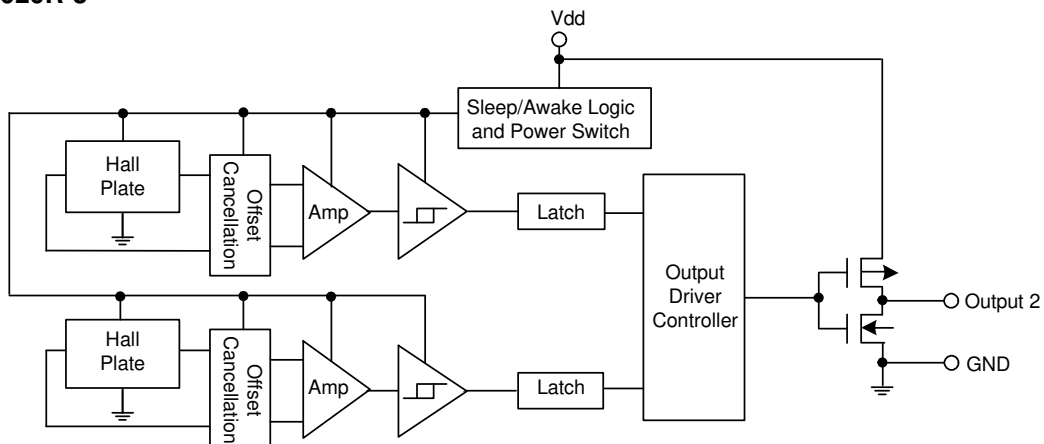 Vdd
Sleep/Awake Logic
and Power Switch
Hall
Plate
Offset
Cancellation
Amp
Latch
Output
Driver
Controller
Output 2
GND
Hall
Plate
Offset
Cancellation
Amp
Latch